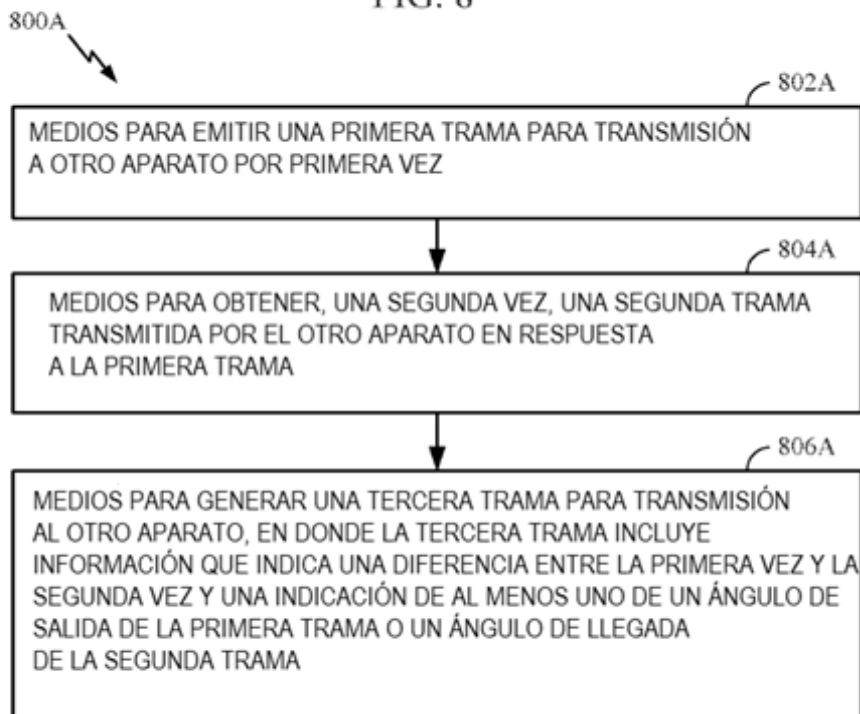 FIG. 8
800A
802A
MEDIOS PARA EMITIR UNA PRIMERA TRAMA PARA TRANSMISIÓN
A OTRO APARATO POR PRIMERA VEZ
804A
MEDIOS PARA OBTENER, UNA SEGUNDA VEZ, UNA SEGUNDA TRAMA
TRANSMITIDA POR EL OTRO APARATO EN RESPUESTA
A LA PRIMERA TRAMA
806A
MEDIOS PARA GENERAR UNA TERCERA TRAMA PARA TRANSMISIÓN
AL OTRO APARATO, EN DONDE LA TERCERA TRAMA INCLUYE
INFORMACIÓN QUE INDICA UNA DIFERENCIA ENTRE LA PRIMERA VEZ Y LA
SEGUNDA VEZ Y UNA INDICACIÓN DE AL MENOS UNO DE UN ÁNGULO DE
SALIDA DE LA PRIMERA TRAMA O UN ÁNGULO DE LLEGADA
DE LA SEGUNDA TRAMA